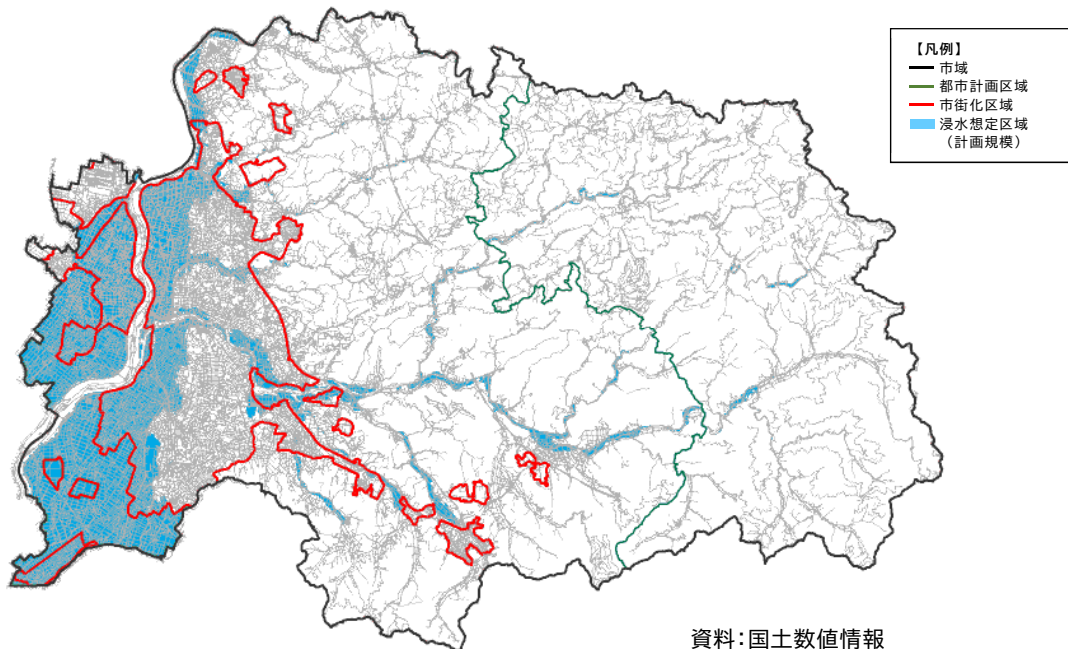 【凡例】
市域
都市計画区域
市街化区域
浸水想定区域
(計画規模)
資料:国土数値情報